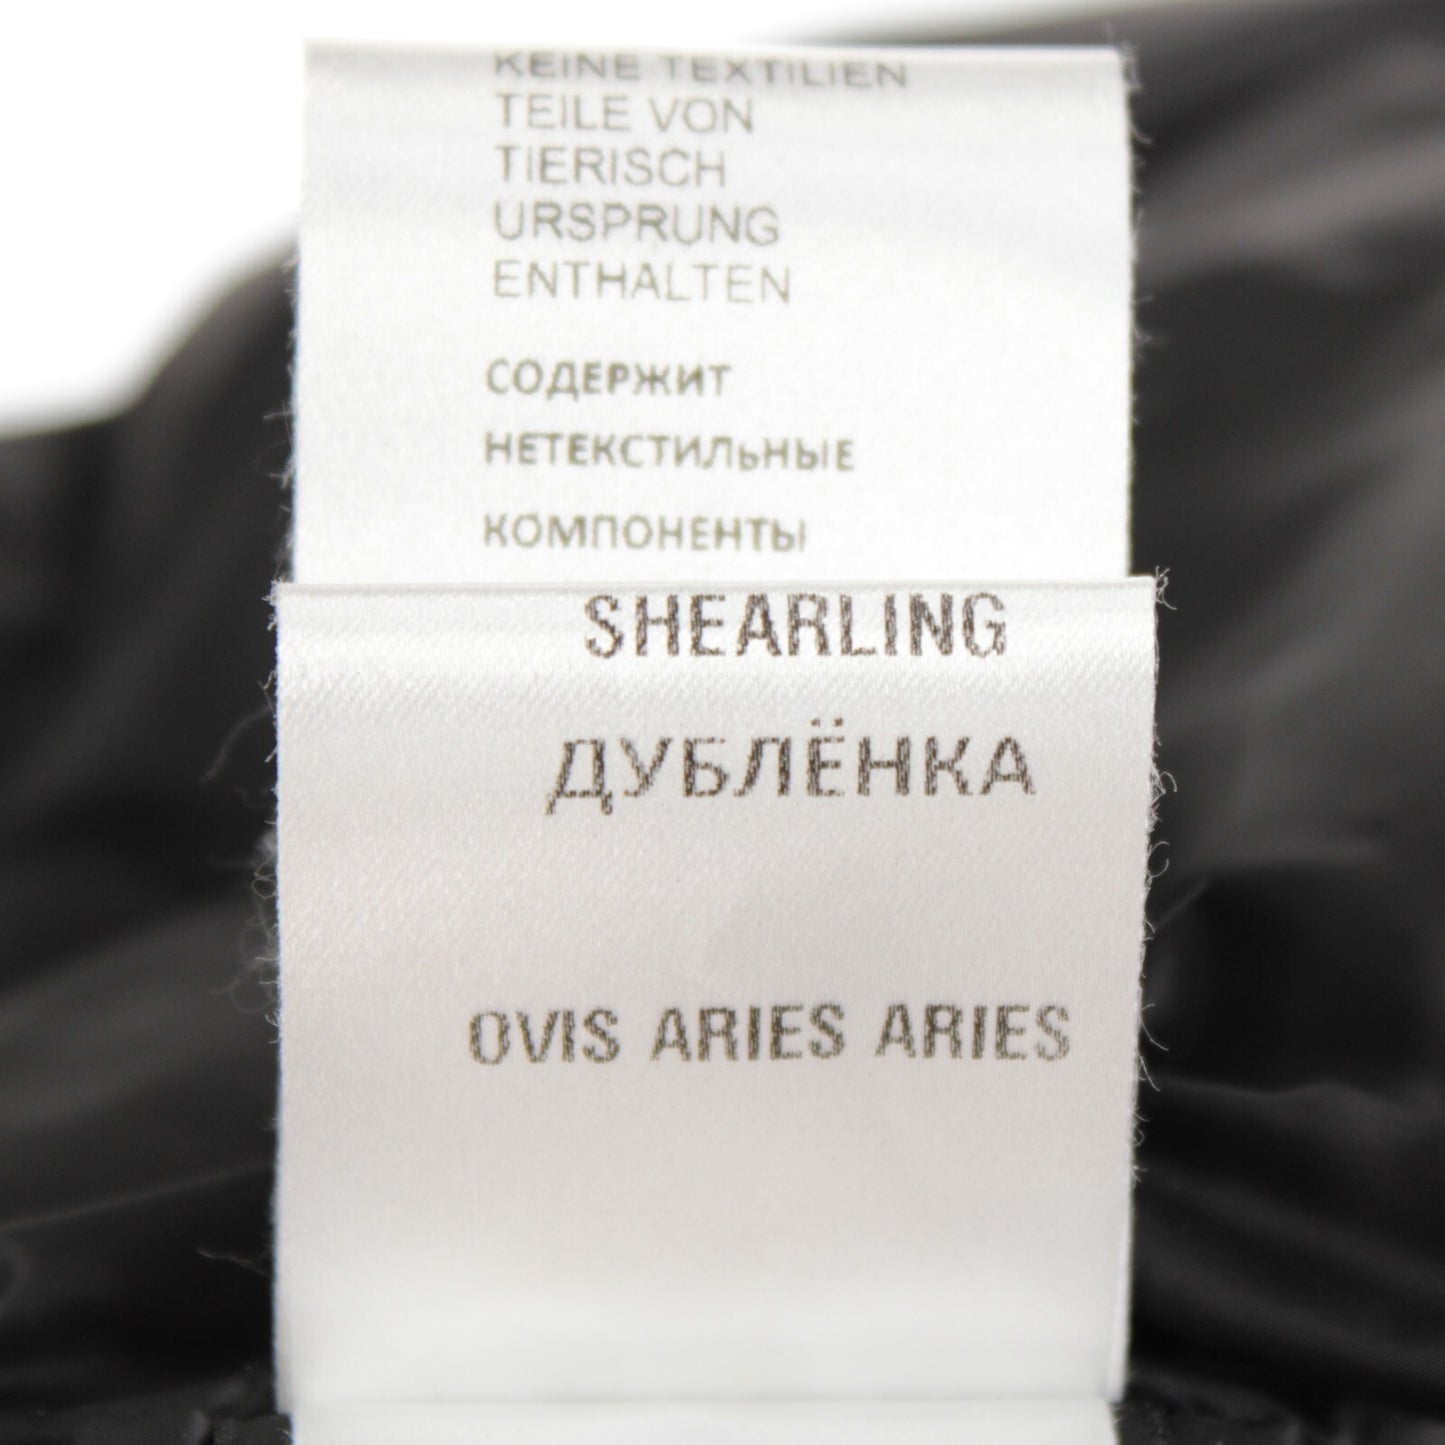 KEINE TEXTILIEN
TEILE VON
TIERISCH
URSPRUNG
ENTHALTEN
СОДЕРЖИТ
НЕТЕКСТИЛЬНЫЕ
КОМПОНЕНТЫ
SHEARLING
ДУБЛЁНКА
OVIS ARIES ARIES